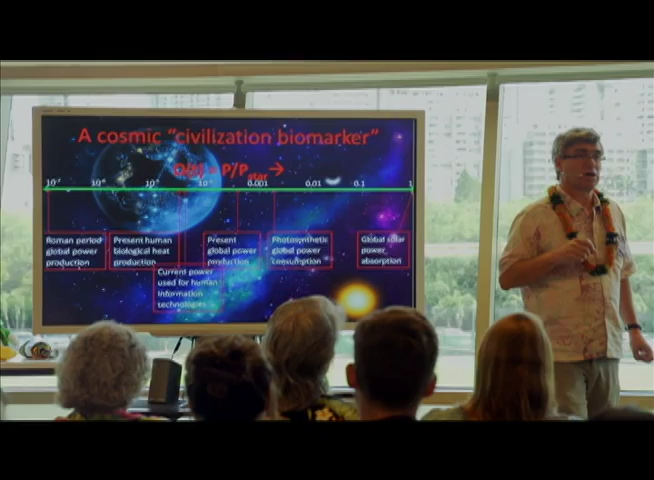 A cosmic "civilization biomarker"
= P/Pstar →
0.001 0.01 0.1 1
Roman period
global power
production
Present human
biological heat
production
Current power
used for human
information
technologies
Present
global power
production
Photosynthetic
global power
consumption
Global solar
power
absorption